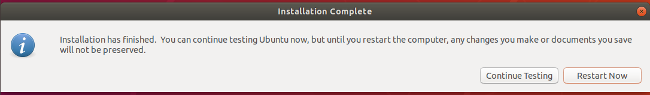 Installation Complete
Installation has finished. You can continue testing Ubuntu now, but until you restart the computer, any changes you make or documents you save
will not be preserved.
Continue Testing
Restart Now